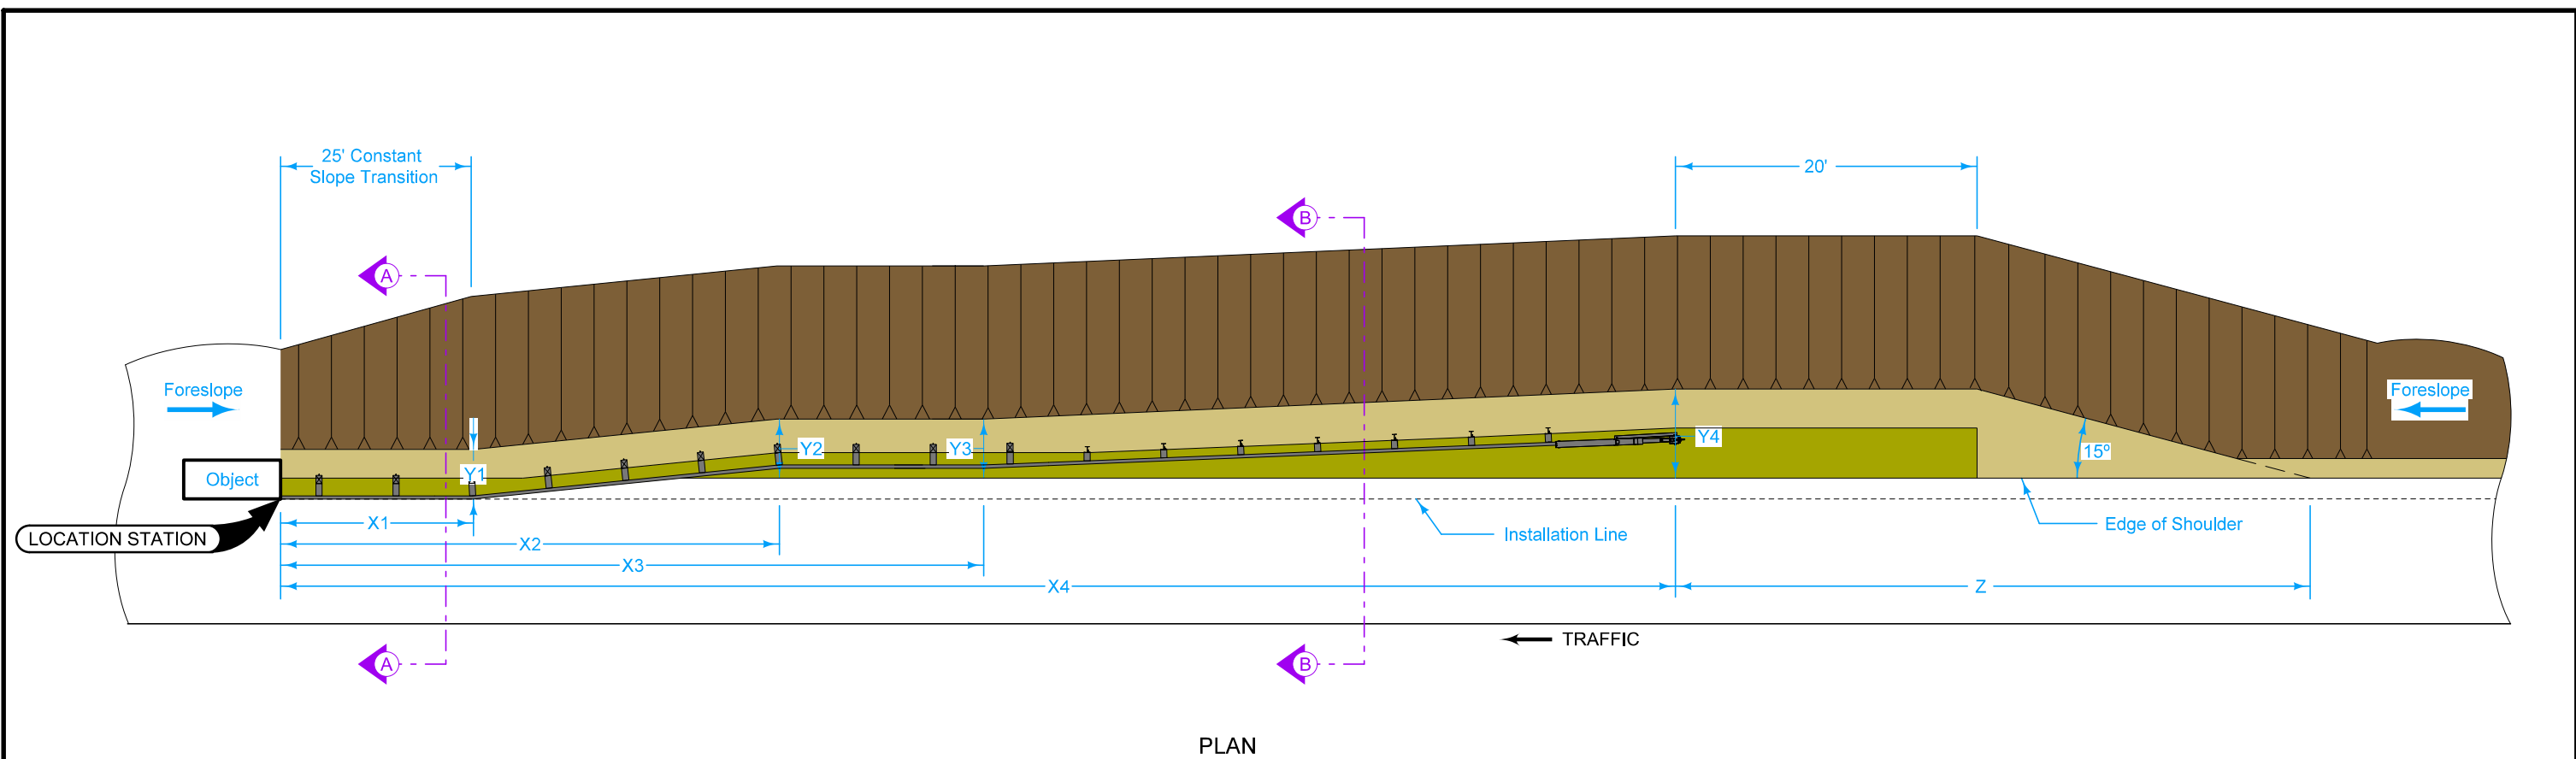 25' Constant
Slope Transition
20'
B
A
Foreslope
Foreslope
Object
Y1
Y2
Y3
Y4
15º
LOCATION STATION
X1
X2
X3
X4
Z
Installation Line
Edge of Shoulder
TRAFFIC
A
B
PLAN